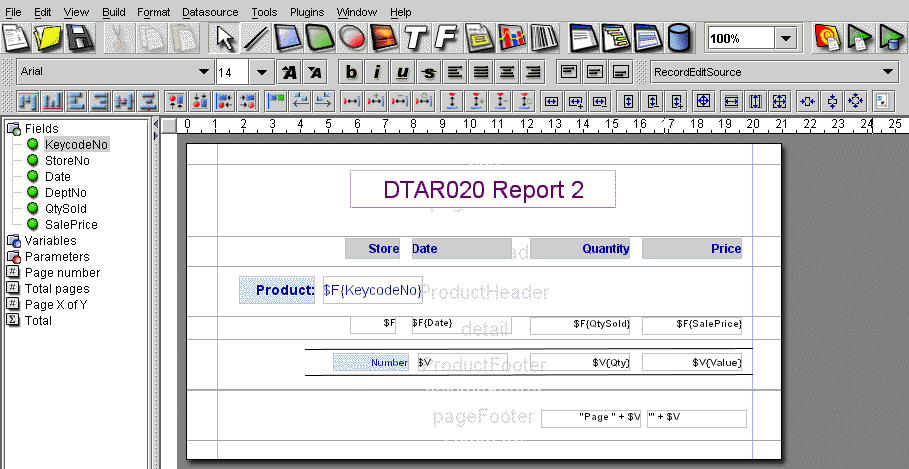 File Edit View Build Format Datasource Tools Plugins Window Help
T F 100%
Arial 14 A A b i u s RecordEditSource
0 1 2 3 4 5 6 7 8 9 10 11 12 13 14 15 16 17 18 19 20 21 22 23 24 25
Fields
KeycodeNo
StoreNo
Date
DeptNo
QtySold
SalePrice
Variables
Parameters
# Page number
# Total pages
# Page X of Y
Σ Total
DTAR020 Report 2
Store Date Quantity Price
Product: $F{KeycodeNo} ProductHeader
$F $F{Date} detail $F{QtySold} $F{SalePrice}
Number $V ProductFooter $V{Qty} $V{Value}
pageFooter
"Page " + $V "" + $V